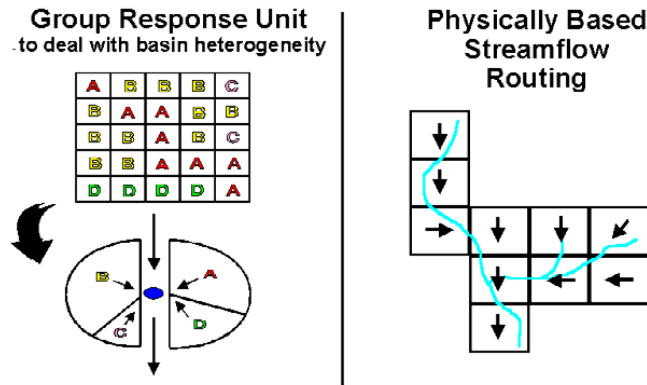 Group Response Unit
to deal with basin heterogeneity
A B B B C
B A A B B
B B A B C
B B A A A
D D D D A
B A
C D
Physically Based
Streamflow
Routing